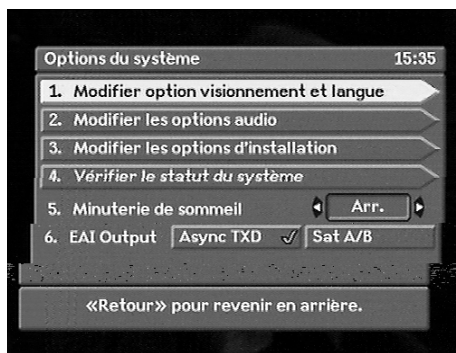 Options du système 15:35
1. Modifier option visionnement et langue
2. Modifier les options audio
3. Modifier les options d'installation
4. Vérifier le statut du système
5. Minuterie de sommeil Arr.
6. EAI Output Async TXD Sat A/B
«Retour» pour revenir en arrière.